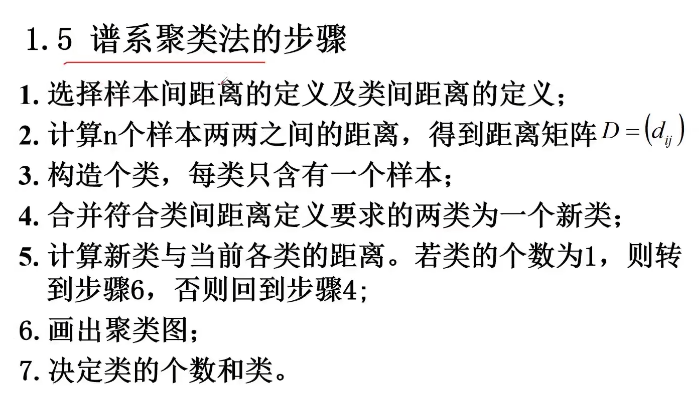 1.5 谱系聚类法的步骤
1. 选择样本间距离的定义及类间距离的定义；
2. 计算n个样本两两之间的距离，得到距离矩阵 D = (d_{ij})
3. 构造个类，每类只含有一个样本；
4. 合并符合类间距离定义要求的两类为一个新类；
5. 计算新类与当前各类的距离。若类的个数为1，则转
到步骤6，否则回到步骤4；
6. 画出聚类图；
7. 决定类的个数和类。